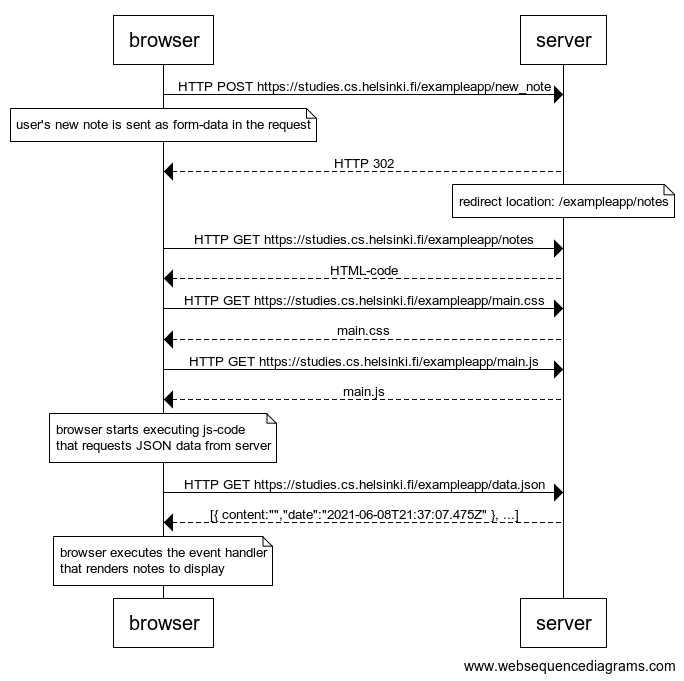 browser
server
HTTP POST https://studies.cs.helsinki.fi/exampleapp/new_note
user's new note is sent as form-data in the request
HTTP 302
redirect location: /exampleapp/notes
HTTP GET https://studies.cs.helsinki.fi/exampleapp/notes
HTML-code
HTTP GET https://studies.cs.helsinki.fi/exampleapp/main.css
main.css
HTTP GET https://studies.cs.helsinki.fi/exampleapp/main.js
main.js
browser starts executing js-code
that requests JSON data from server
HTTP GET https://studies.cs.helsinki.fi/exampleapp/data.json
[{ content:"","date":"2021-06-08T21:37:07.475Z" }, ...]
browser executes the event handler
that renders notes to display
browser
server
www.websequencediagrams.com